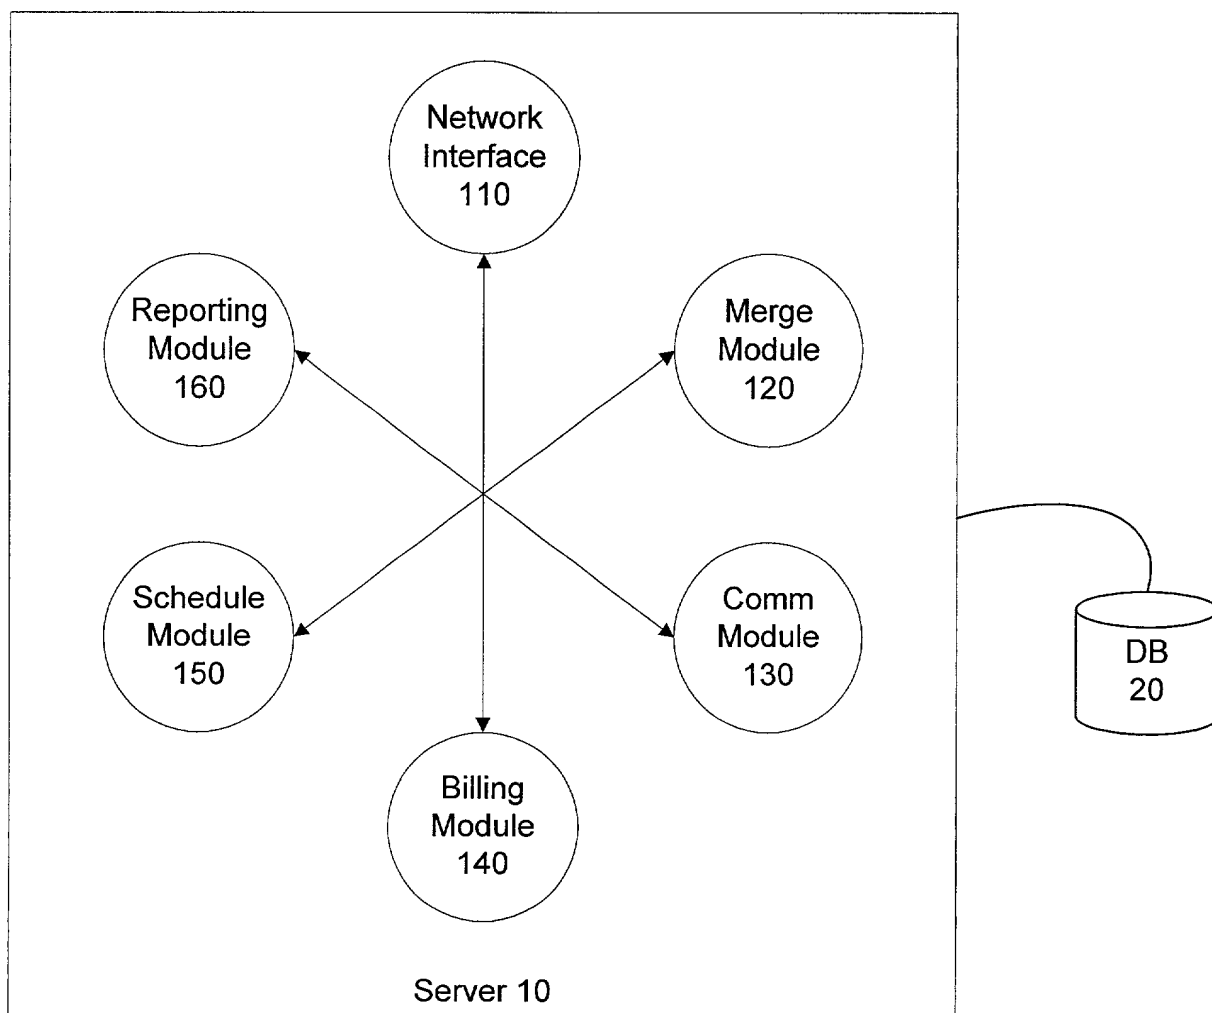 Network
Interface
110
Reporting
Module
160
Merge
Module
120
Schedule
Module
150
Comm
Module
130
DB
20
Billing
Module
140
Server 10